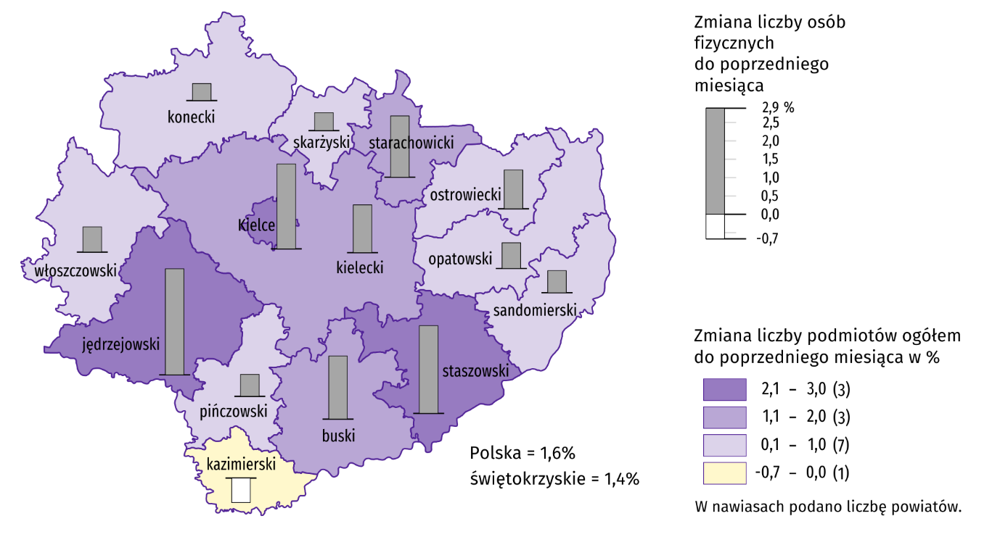 Zmiana liczby osób
fizycznych
do poprzedniego
miesiąca
2,9 %
2,5
2,0
1,5
1,0
0,5
0,0
-0,7
konecki
skarżyski
starachowicki
ostrowiecki
Kielce
kielecki
opatowski
włoszczowski
sandomierski
jędrzejowski
staszowski
pińczowski
buski
kazimierski
Polska = 1,6%
świętokrzyskie = 1,4%
Zmiana liczby podmiotów ogółem
do poprzedniego miesiąca w %
2,1 – 3,0 (3)
1,1 – 2,0 (3)
0,1 – 1,0 (7)
-0,7 – 0,0 (1)
W nawiasach podano liczbę powiatów.